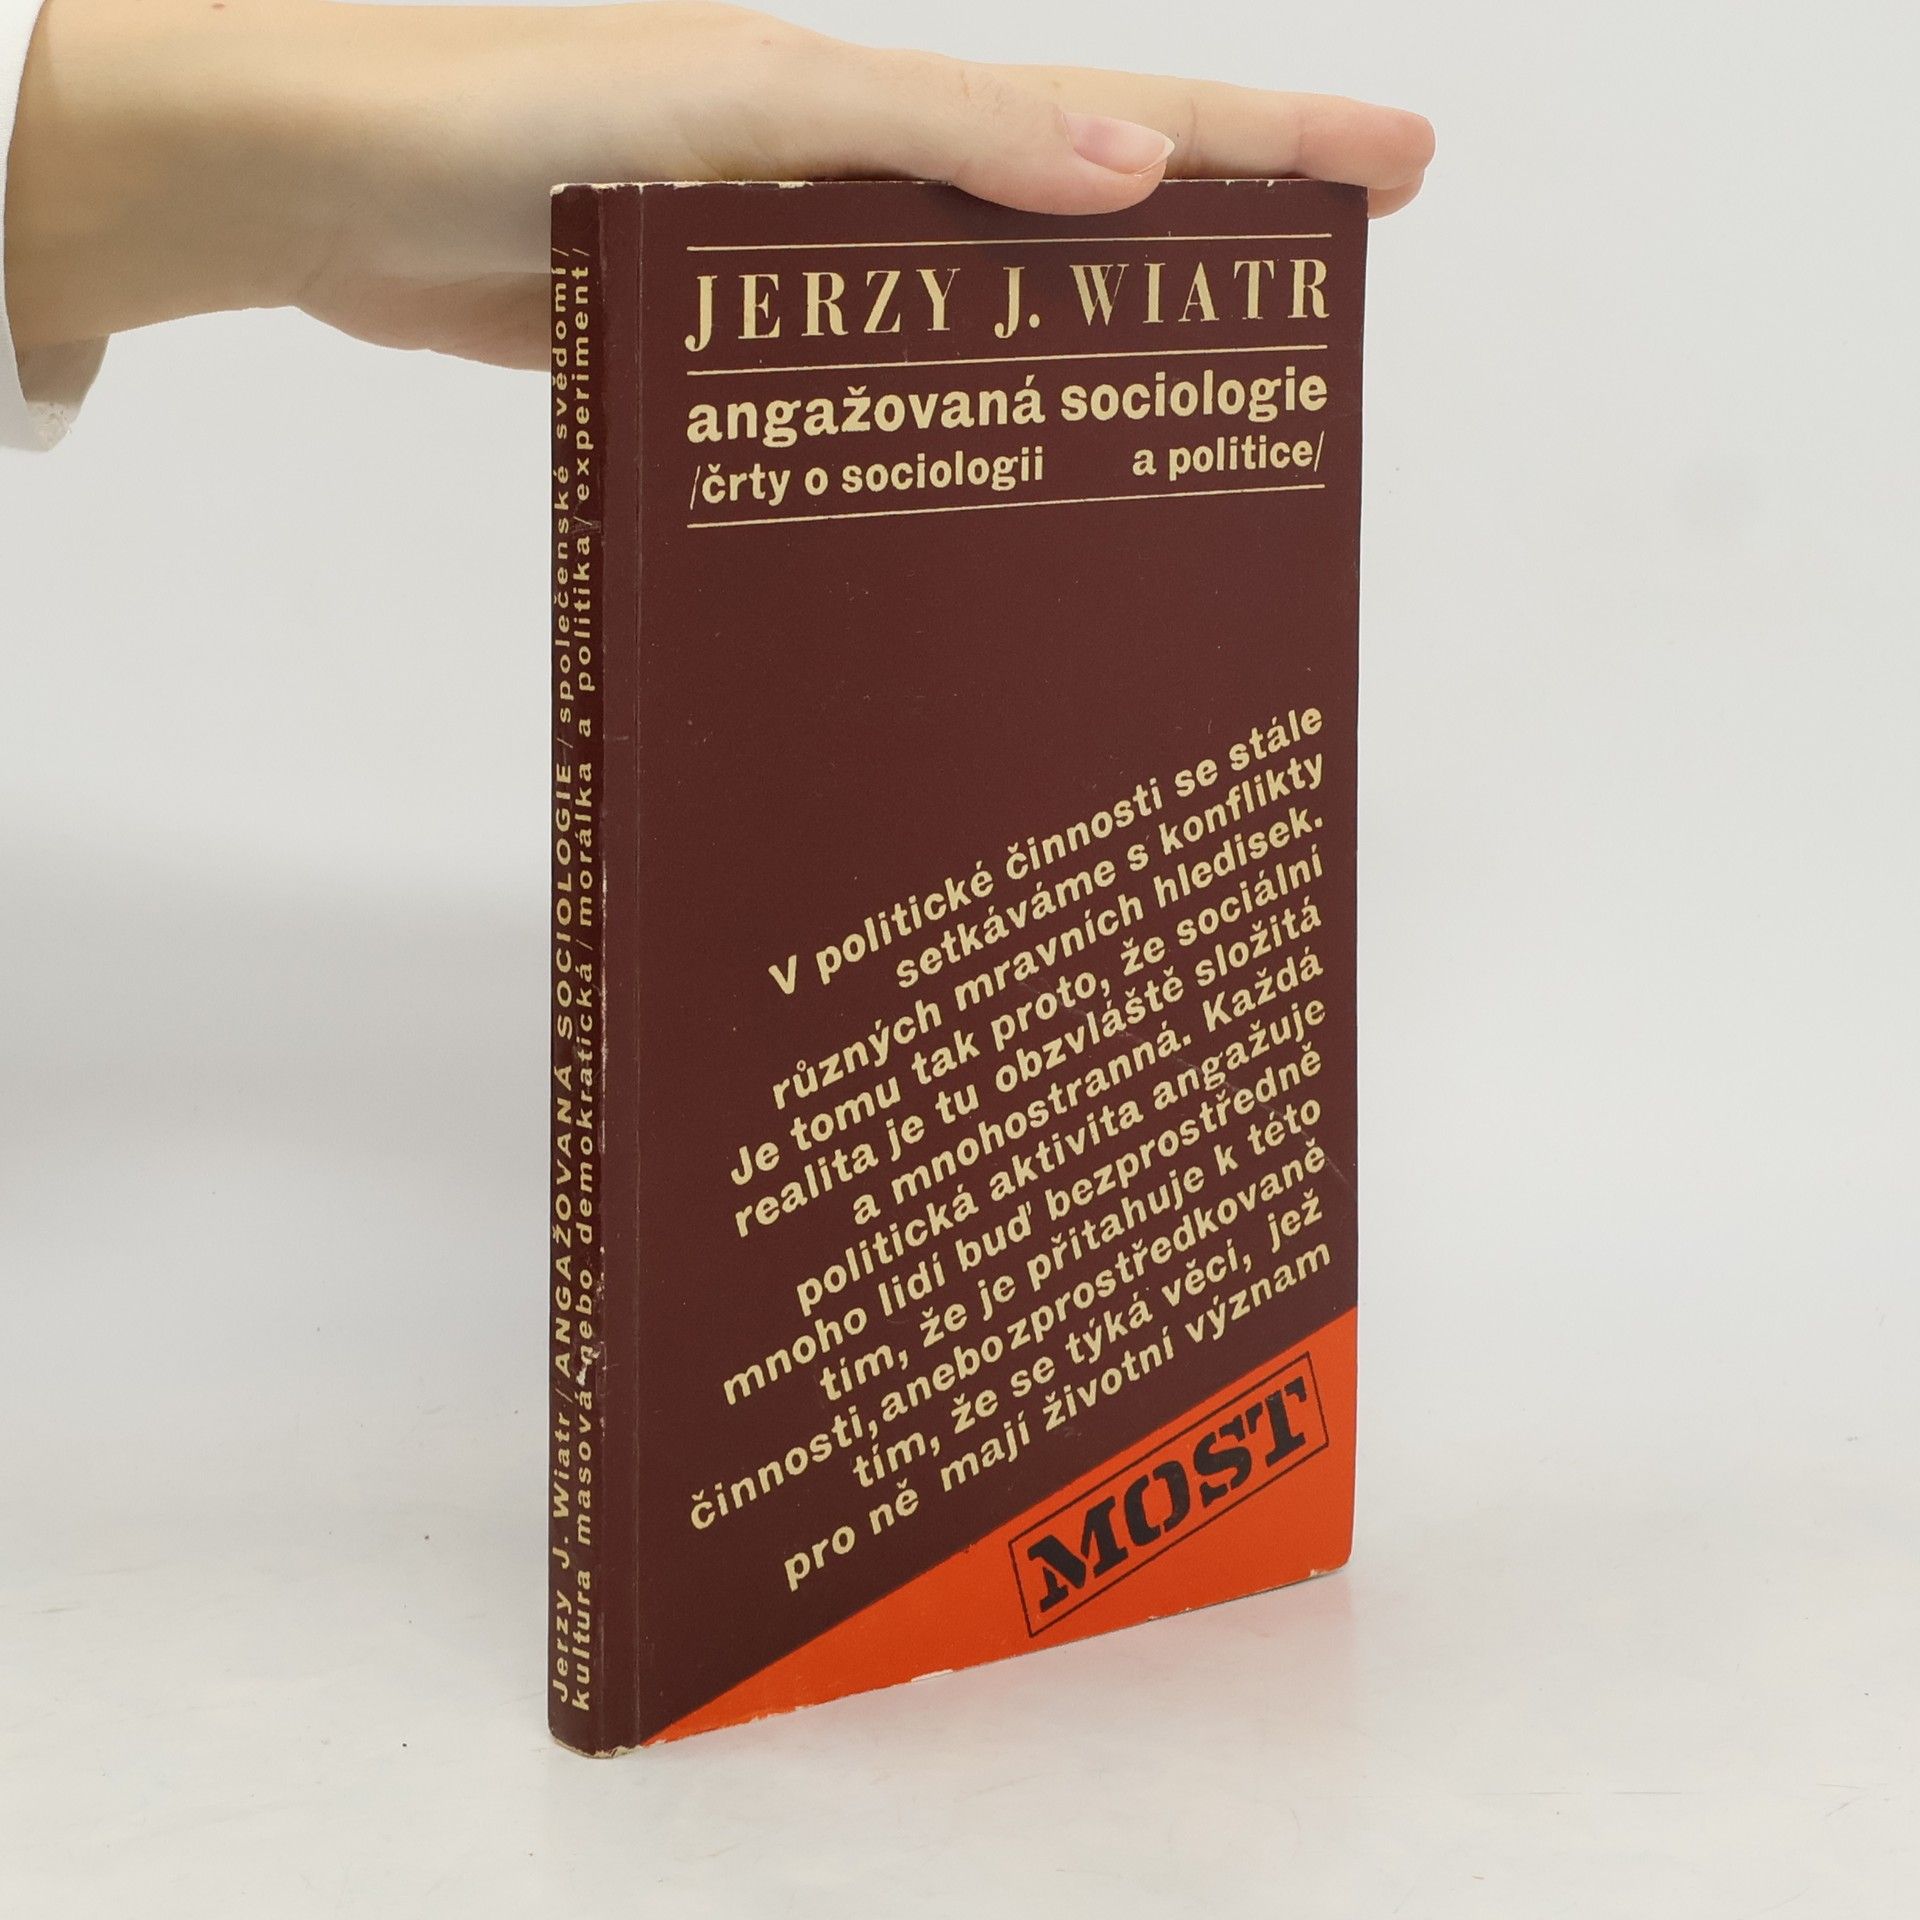 JERZY J. WIATR
angažovaná sociologie
/črty o sociologii a politice/
V politické činnosti se stále
setkáváme s konflikty
různých mravních hledisek.
Je tomu tak proto, že sociální
realita je tu obzvláště složitá
a mnohostranná. Každá
politická aktivita angažuje
mnoho lidí buď bezprostředně
tím, že je přitahuje k této
činnosti, anebo zprostředkovaně
tím, že se týká věcí, jež
pro ně mají životní význam
MOST
Jerzy J. Wiatr/ANGAŽOVANÁ SOCIOLOGIE/společenské svědomí/
kultura masová nebo demokratická/morálka a politika/experiment/